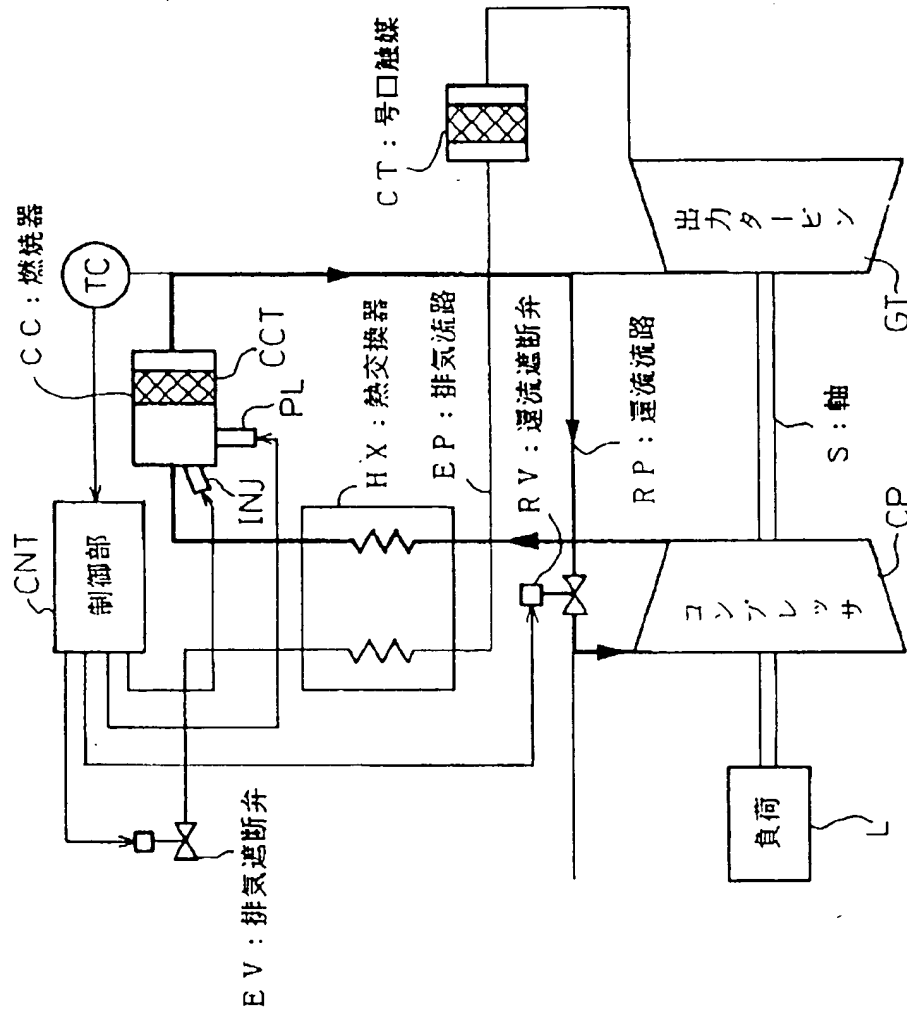 EV：排気遮断弁
CNT
制御部
CC：燃焼器
TC
INJ
PL
CCT
HX：熱交換器
CT：号口触媒
EP：排気流路
RV：還流遮断弁
RP：還流流路
負荷
L
コンプレッサ
CP
S：軸
出力タービン
GT